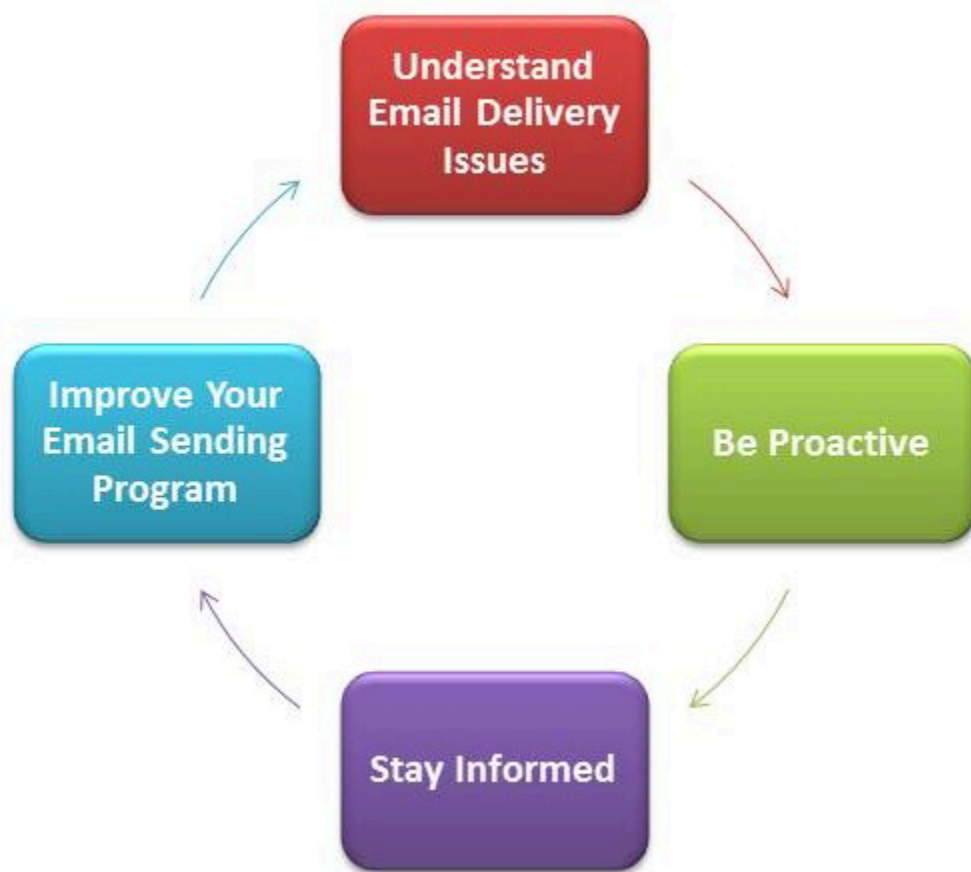 Understand
Email Delivery
Issues
Be Proactive
Stay Informed
Improve Your
Email Sending
Program